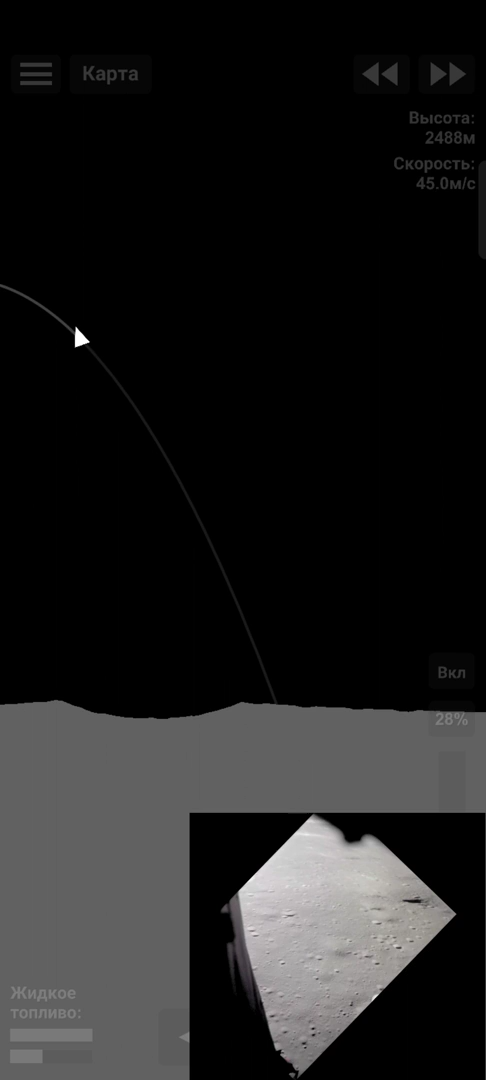 Карта
Высота:
2488м
Скорость:
45.0м/с
Вкл
28%
Жидкое
топливо: